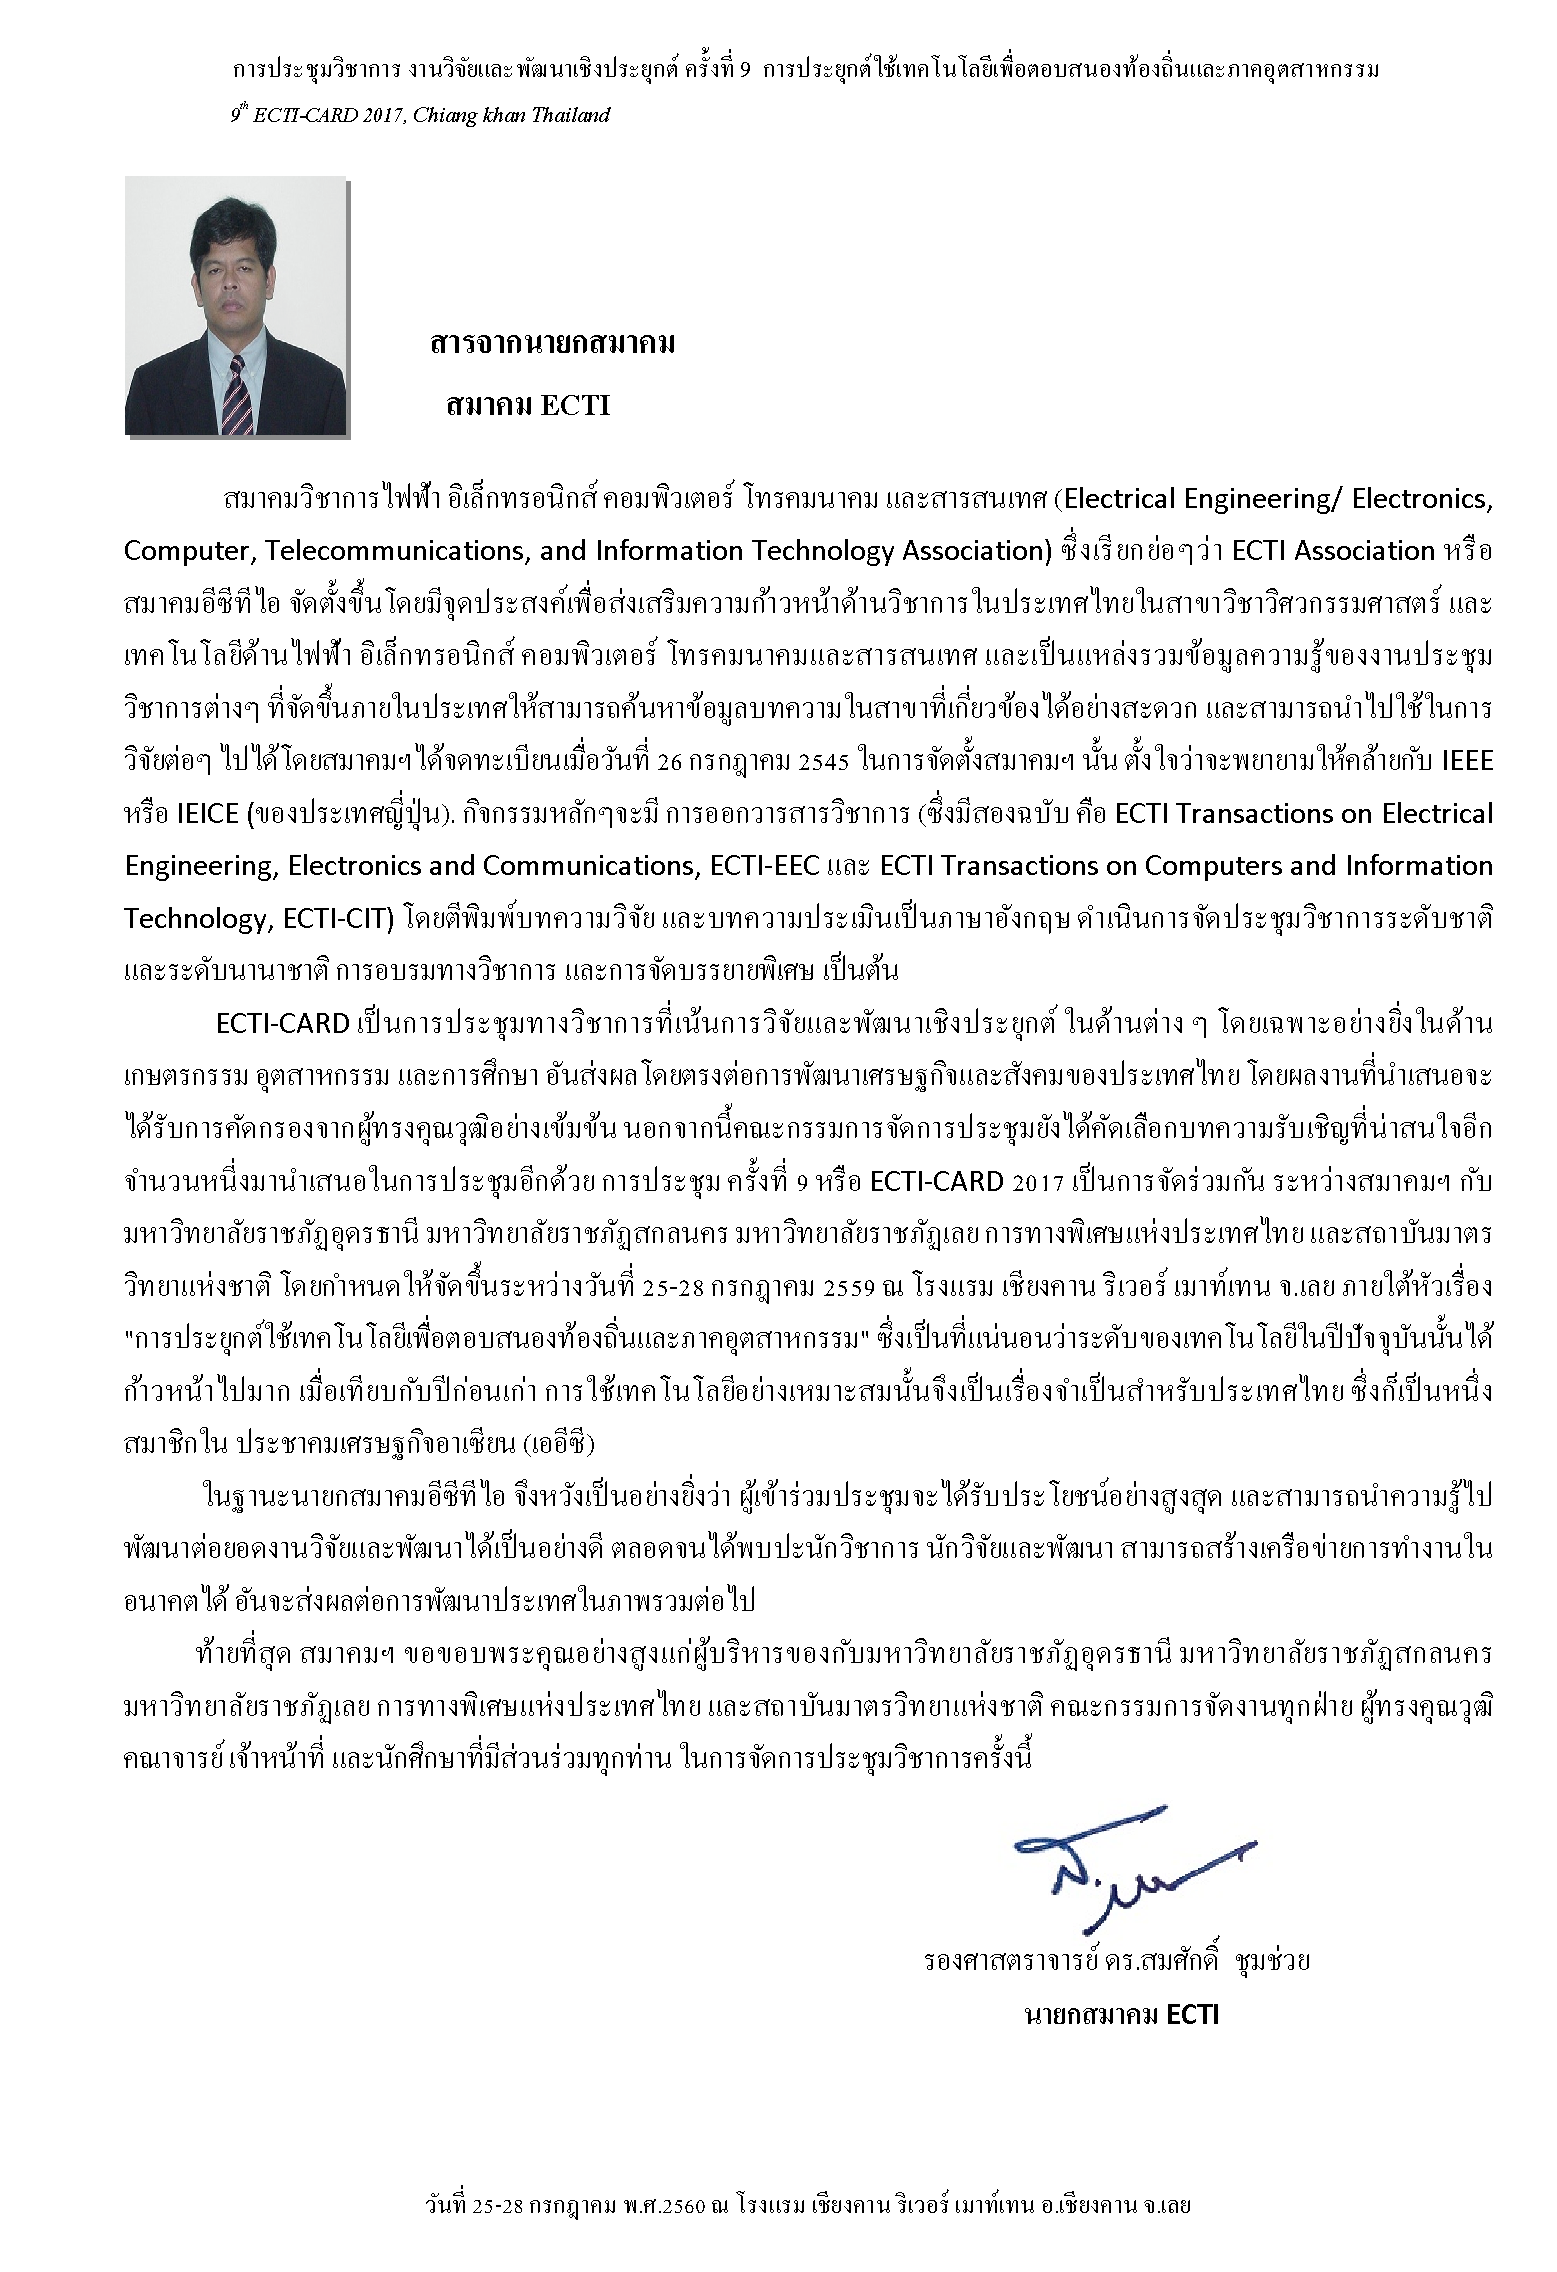 การประชุมวิชาการ งานวิจัยและพัฒนาเชิงประยุกต์ ครั้งที่ 9 การประยุกต์ใช้เทคโนโลยีเพื่อตอบสนองท้องถิ่นและภาคอุตสาหกรรม
9th ECTI-CARD 2017, Chiang khan Thailand
สารจากนายกสมาคม
สมาคม ECTI
สมาคมวิชาการไฟฟ้า อิเล็กทรอนิกส์ คอมพิวเตอร์ โทรคมนาคม และสารสนเทศ (Electrical Engineering/ Electronics,
Computer, Telecommunications, and Information Technology Association) ซึ่งเรียกย่อๆว่า ECTI Association หรือ
สมาคมอีซีทีไอ จัดตั้งขึ้นโดยมีจุดประสงค์เพื่อส่งเสริมความก้าวหน้าด้านวิชาการในประเทศไทยในสาขาวิชาวิศวกรรมศาสตร์ และ
เทคโนโลยีด้านไฟฟ้า อิเล็กทรอนิกส์ คอมพิวเตอร์ โทรคมนาคมและสารสนเทศ และเป็นแหล่งรวมข้อมูลความรู้ของงานประชุม
วิชาการต่างๆ ที่จัดขึ้นภายในประเทศให้สามารถค้นหาข้อมูลบทความในสาขาที่เกี่ยวข้องได้อย่างสะดวก และสามารถนำไปใช้ในการ
วิจัยต่อๆ ไปได้โดยสมาคมฯได้จดทะเบียนเมื่อวันที่ 26 กรกฎาคม 2545 ในการจัดตั้งสมาคมฯ นั้น ตั้งใจว่าจะพยายามให้คล้ายกับ IEEE
หรือ IEICE (ของประเทศญี่ปุ่น). กิจกรรมหลักๆจะมี การออกวารสารวิชาการ (ซึ่งมีสองฉบับ คือ ECTI Transactions on Electrical
Engineering, Electronics and Communications, ECTI-EEC และ ECTI Transactions on Computers and Information
Technology, ECTI-CIT) โดยตีพิมพ์บทความวิจัย และบทความประเมินเป็นภาษาอังกฤษ ดำเนินการจัดประชุมวิชาการระดับชาติ
และระดับนานาชาติ การอบรมทางวิชาการ และการจัดบรรยายพิเศษ เป็นต้น
ECTI-CARD เป็นการประชุมทางวิชาการที่เน้นการวิจัยและพัฒนาเชิงประยุกต์ ในด้านต่าง ๆ โดยเฉพาะอย่างยิ่งในด้าน
เกษตรกรรม อุตสาหกรรม และการศึกษา อันส่งผลโดยตรงต่อการพัฒนาเศรษฐกิจและสังคมของประเทศไทย โดยผลงานที่นำเสนอจะ
ได้รับการคัดกรองจากผู้ทรงคุณวุฒิอย่างเข้มข้น นอกจากนี้คณะกรรมการจัดการประชุมยังได้คัดเลือกบทความรับเชิญที่น่าสนใจอีก
จำนวนหนึ่งมานำเสนอในการประชุมอีกด้วย การประชุม ครั้งที่ 9 หรือ ECTI-CARD 2017 เป็นการจัดร่วมกัน ระหว่างสมาคมฯ กับ
มหาวิทยาลัยราชภัฏอุดรธานี มหาวิทยาลัยราชภัฏสกลนคร มหาวิทยาลัยราชภัฏเลย การทางพิเศษแห่งประเทศไทย และสถาบันมาตร
วิทยาแห่งชาติ โดยกำหนดให้จัดขึ้นระหว่างวันที่ 25-28 กรกฎาคม 2559 ณ โรงแรม เชียงคาน ริเวอร์ เมาท์เทน จ.เลย ภายใต้หัวเรื่อง
"การประยุกต์ใช้เทคโนโลยีเพื่อตอบสนองท้องถิ่นและภาคอุตสาหกรรม" ซึ่งเป็นที่แน่นอนว่าระดับของเทคโนโลยีในปีปัจจุบันนั้นได้
ก้าวหน้าไปมาก เมื่อเทียบกับปีก่อนเก่า การใช้เทคโนโลยีอย่างเหมาะสมนั้นจึงเป็นเรื่องจำเป็นสำหรับประเทศไทย ซึ่งก็เป็นหนึ่ง
สมาชิกใน ประชาคมเศรษฐกิจอาเซียน (เออีซี)
ในฐานะนายกสมาคมอีซีทีไอ จึงหวังเป็นอย่างยิ่งว่า ผู้เข้าร่วมประชุมจะได้รับประโยชน์อย่างสูงสุด และสามารถนำความรู้ไป
พัฒนาต่อยอดงานวิจัยและพัฒนาได้เป็นอย่างดี ตลอดจนได้พบปะนักวิชาการ นักวิจัยและพัฒนา สามารถสร้างเครือข่ายการทำงานใน
อนาคตได้ อันจะส่งผลต่อการพัฒนาประเทศในภาพรวมต่อไป
ท้ายที่สุด สมาคมฯ ขอขอบพระคุณอย่างสูงแก่ผู้บริหารของกับมหาวิทยาลัยราชภัฏอุดรธานี มหาวิทยาลัยราชภัฏสกลนคร
มหาวิทยาลัยราชภัฏเลย การทางพิเศษแห่งประเทศไทย และสถาบันมาตรวิทยาแห่งชาติ คณะกรรมการจัดงานทุกฝ่าย ผู้ทรงคุณวุฒิ
คณาจารย์ เจ้าหน้าที่ และนักศึกษาที่มีส่วนร่วมทุกท่าน ในการจัดการประชุมวิชาการครั้งนี้
รองศาสตราจารย์ ดร.สมศักดิ์ ชุมช่วย
นายกสมาคม ECTI
วันที่ 25-28 กรกฎาคม พ.ศ.2560 ณ โรงแรม เชียงคาน ริเวอร์ เมาท์เทน อ.เชียงคาน จ.เลย